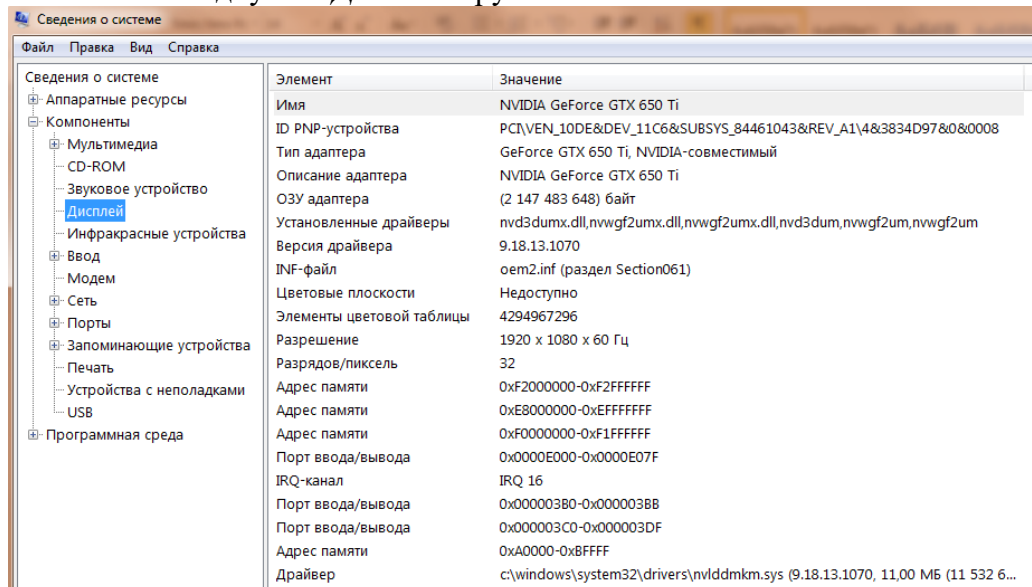 Сведения о системе
Файл Правка Вид Справка
Сведения о системе
Аппаратные ресурсы
Компоненты
Мультимедиа
CD-ROM
Звуковое устройство
Дисплей
Инфракрасные устройства
Ввод
Модем
Сеть
Порты
Запоминающие устройства
Печать
Устройства с неполадками
USB
Программная среда
Элемент Значение
Имя NVIDIA GeForce GTX 650 Ti
ID PNP-устройства PCI\VEN_10DE&DEV_11C6&SUBSYS_84461043&REV_A1\4&3834D97&0&0008
Тип адаптера GeForce GTX 650 Ti, NVIDIA-совместимый
Описание адаптера NVIDIA GeForce GTX 650 Ti
ОЗУ адаптера (2 147 483 648) байт
Установленные драйверы nvd3dumx.dll,nvwgf2umx.dll,nvwgf2umx.dll,nvd3dum,nvwgf2um,nvwgf2um
Версия драйвера 9.18.13.1070
INF-файл oem2.inf (раздел Section061)
Цветовые плоскости Недоступно
Элементы цветовой таблицы 4294967296
Разрешение 1920 x 1080 x 60 Гц
Разрядов/пиксель 32
Адрес памяти 0xF2000000-0xF2FFFFFF
Адрес памяти 0xE8000000-0xEFFFFFFF
Адрес памяти 0xF0000000-0xF1FFFFFF
Порт ввода/вывода 0x0000E000-0x0000E07F
IRQ-канал IRQ 16
Порт ввода/вывода 0x000003B0-0x000003BB
Порт ввода/вывода 0x000003C0-0x000003DF
Адрес памяти 0xA0000-0xBFFFF
Драйвер c:\windows\system32\drivers\nvlddmkm.sys (9.18.13.1070, 11,00 МБ (11 532 6...